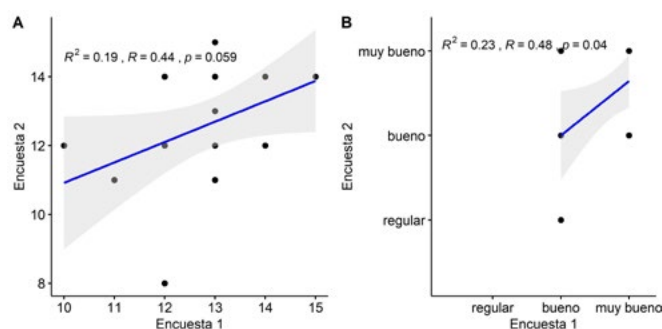 A
R² = 0.19 , R = 0.44 , p = 0.059
14
12
10
8
Encuesta 2
10 11 12 13 14 15
Encuesta 1
B
R² = 0.23 , R = 0.48 , p = 0.04
muy bueno
bueno
regular
Encuesta 2
regular bueno muy bueno
Encuesta 1